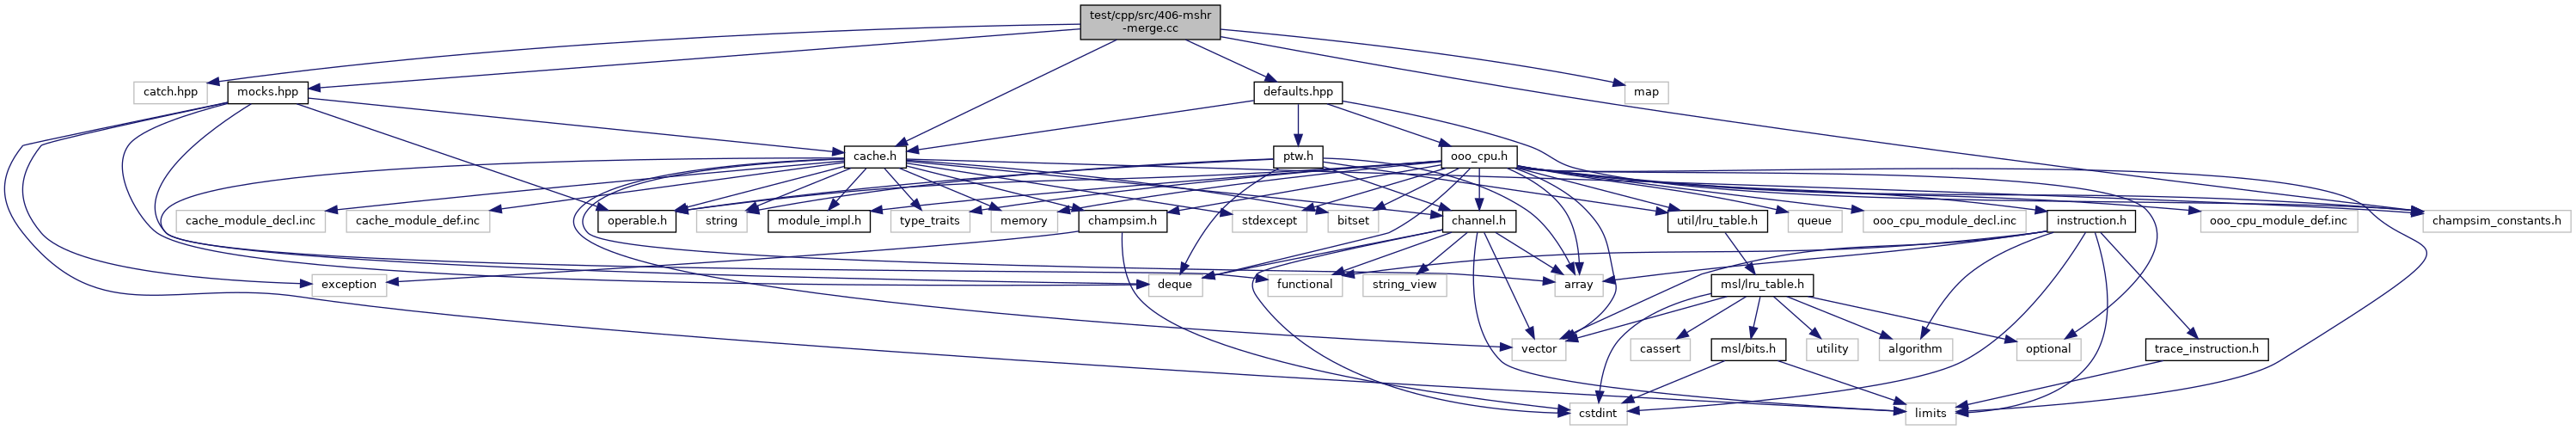 test/cpp/src/406-mshr
-merge.cc
catch.hpp
mocks.hpp
defaults.hpp
map
cache.h
ptw.h
ooo_cpu.h
cache_module_decl.inc
cache_module_def.inc
operable.h
string
module_impl.h
type_traits
memory
champsim.h
stdexcept
bitset
channel.h
util/lru_table.h
queue
ooo_cpu_module_decl.inc
instruction.h
ooo_cpu_module_def.inc
champsim_constants.h
exception
deque
functional
string_view
array
msl/lru_table.h
vector
cassert
msl/bits.h
utility
algorithm
optional
trace_instruction.h
cstdint
limits